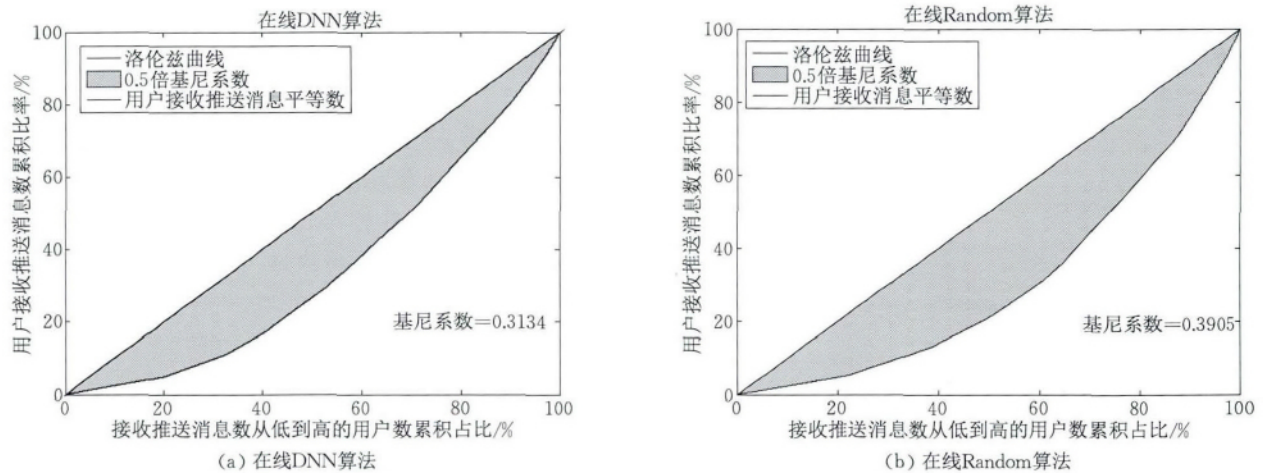 在线DNN算法
100
80
60
40
20
0
洛伦兹曲线
0.5倍基尼系数
用户接收推送消息平等数
用户接收推送消息数累积比率/%
基尼系数=0.3134
0 20 40 60 80 100
接收推送消息数从低到高的用户数累积占比/%
(a) 在线DNN算法
在线Random算法
100
80
60
40
20
0
洛伦兹曲线
0.5倍基尼系数
用户接收消息平等数
用户接收推送消息数累积比率/%
基尼系数=0.3905
0 20 40 60 80 100
接收推送消息数从低到高的用户数累积占比/%
(b) 在线Random算法